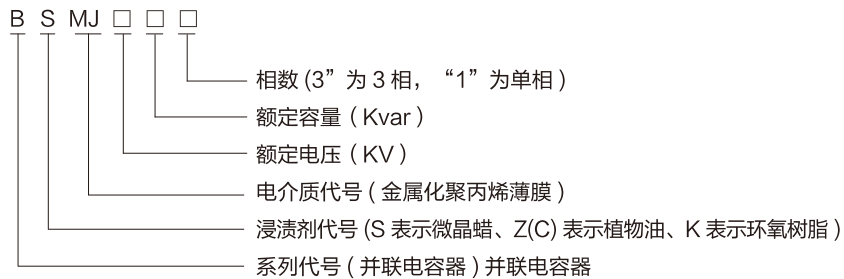 B S MJ □ □ □
相数 (3” 为 3 相， “1” 为单相 )
额定容量 ( Kvar )
额定电压 ( KV )
电介质代号 ( 金属化聚丙烯薄膜 )
浸渍剂代号 (S 表示微晶蜡、Z(C) 表示植物油、K 表示环氧树脂 )
系列代号 ( 并联电容器 ) 并联电容器